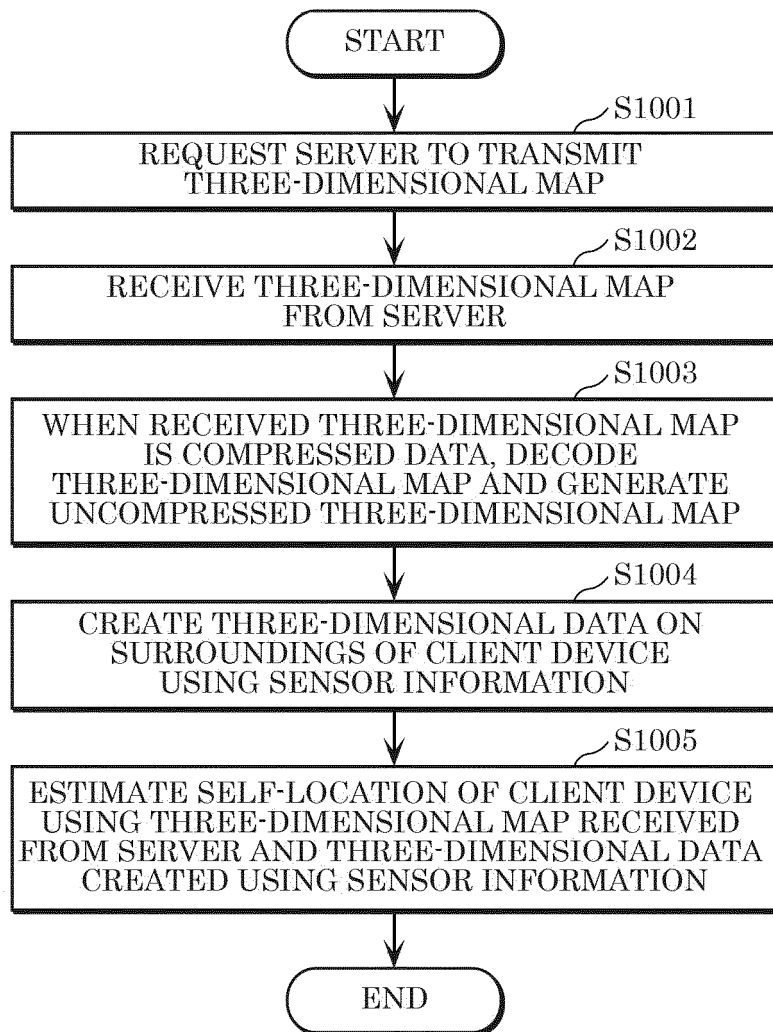 START
S1001
REQUEST SERVER TO TRANSMIT
THREE-DIMENSIONAL MAP
S1002
RECEIVE THREE-DIMENSIONAL MAP
FROM SERVER
S1003
WHEN RECEIVED THREE-DIMENSIONAL MAP
IS COMPRESSED DATA, DECODE
THREE-DIMENSIONAL MAP AND GENERATE
UNCOMPRESSED THREE-DIMENSIONAL MAP
S1004
CREATE THREE-DIMENSIONAL DATA ON
SURROUNDINGS OF CLIENT DEVICE
USING SENSOR INFORMATION
S1005
ESTIMATE SELF-LOCATION OF CLIENT DEVICE
USING THREE-DIMENSIONAL MAP RECEIVED
FROM SERVER AND THREE-DIMENSIONAL DATA
CREATED USING SENSOR INFORMATION
END